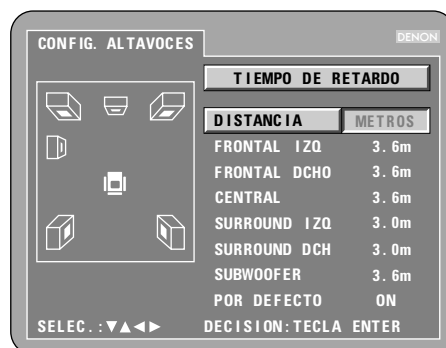 CONFIG. ALTAVOCES
DENON
TIEMPO DE RETARDO
DISTANCIA METROS
FRONTAL IZQ 3.6m
FRONTAL DCHO 3.6m
CENTRAL 3.6m
SURROUND IZQ 3.0m
SURROUND DCH 3.0m
SUBWOOFER 3.6m
POR DEFECTO ON
SELEC.:▼▲◄► DECISION:TECLA ENTER